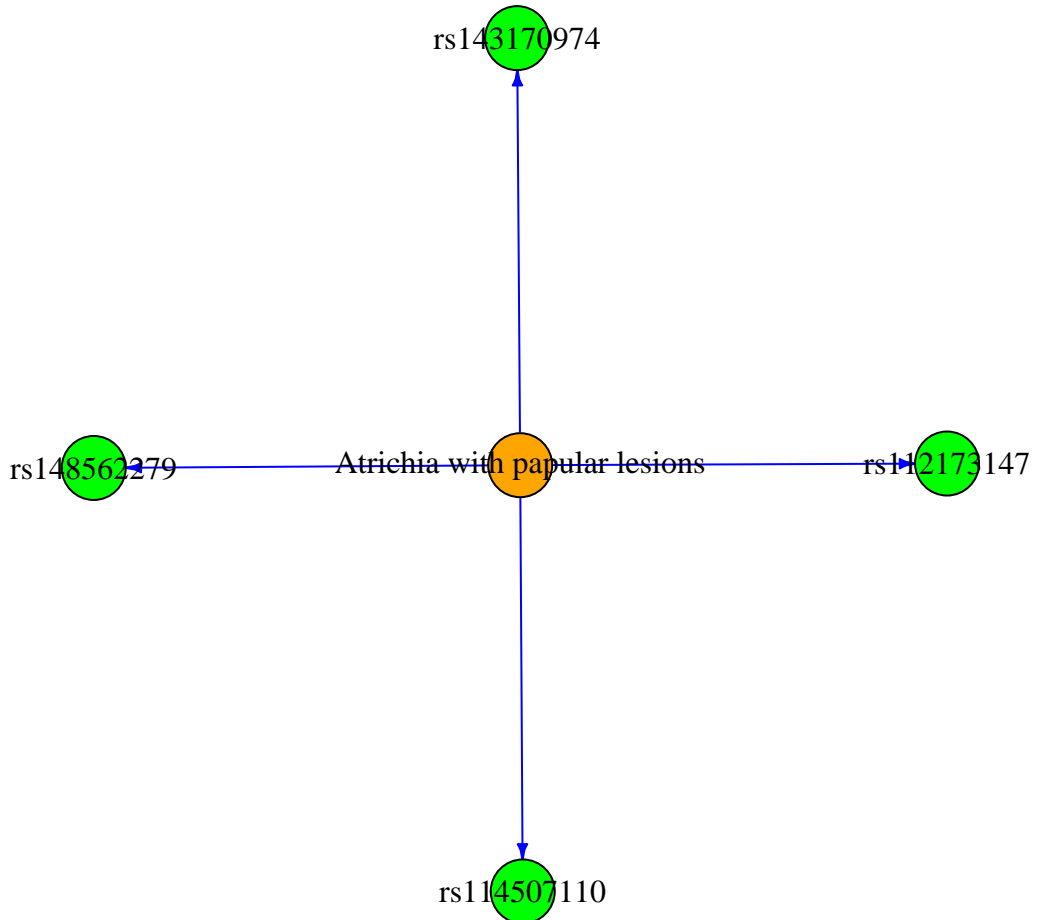 rs143170974
rs148562279
Atrichia with papular lesions
rs112173147
rs114507110